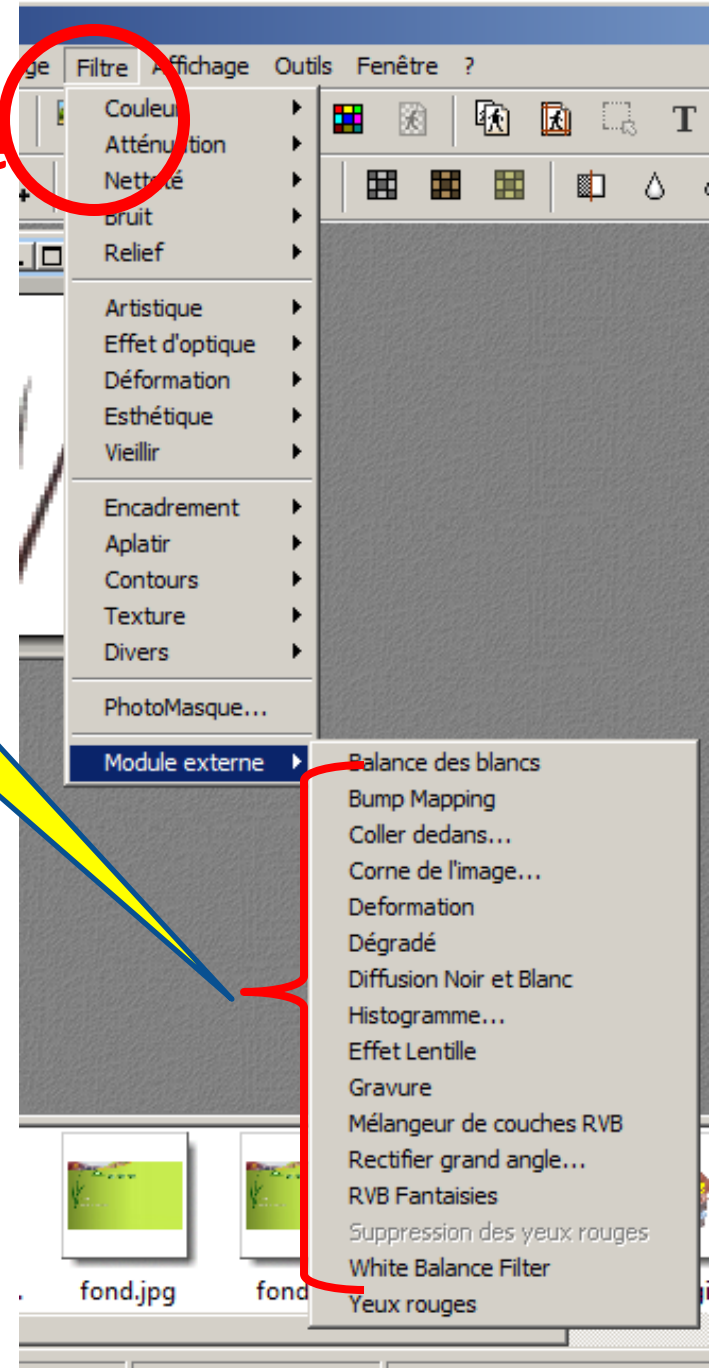 ge Filtre Affichage Outils Fenêtre ?
T
Couleur
Atténuation
Netteté
Bruit
Relief
Artistique
Effet d'optique
Déformation
Esthétique
Vieillir
Encadrement
Aplatir
Contours
Texture
Divers
PhotoMasque...
Module externe
Balance des blancs
Bump Mapping
Coller dedans...
Corne de l'image...
Deformation
Dégradé
Diffusion Noir et Blanc
Histogramme...
Effet Lentille
Gravure
Mélangeur de couches RVB
Rectifier grand angle...
RVB Fantaisies
Suppression des yeux rouges
White Balance Filter
Yeux rouges
fond.jpg fond